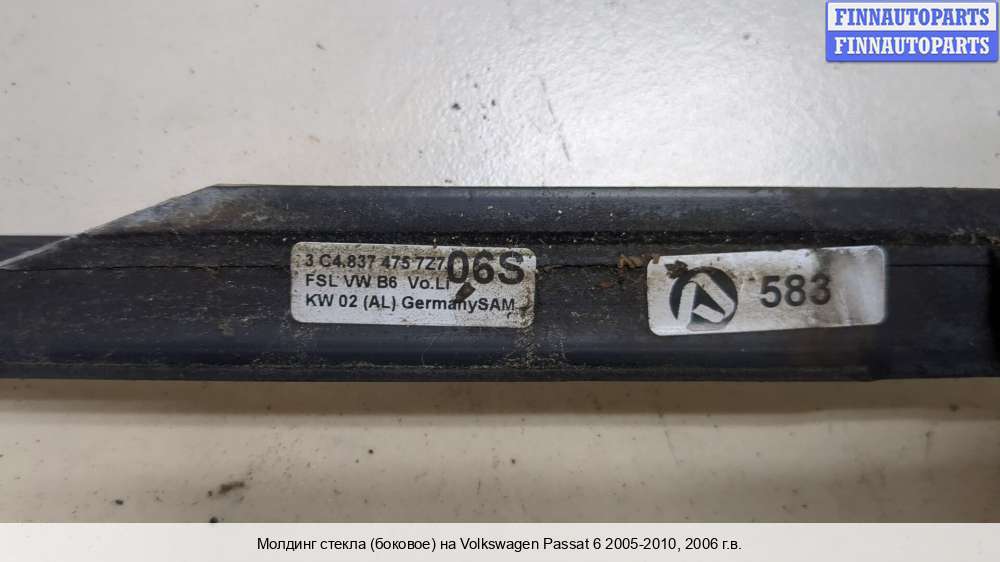 FINNAUTOPARTS
FINNAUTOPARTS
3 C4.837 475 7Z7
06S
FSL VW B6 Vo.LI
KW 02 (AL) GermanySAM
583
Молдинг стекла (боковое) на Volkswagen Passat 6 2005-2010, 2006 г.в.